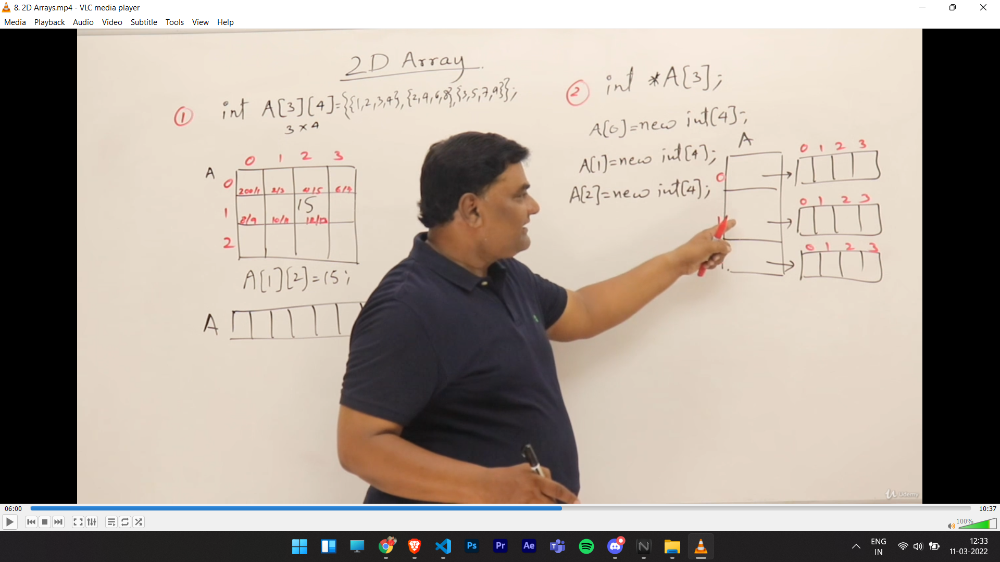 8. 2D Arrays.mp4 - VLC media player
Media Playback Audio Video Subtitle Tools View Help
2D Array
① int A[3][4]={{1,2,3,4},{2,4,6,8},{3,5,7,9}};
3 × 4
A
0 1 2 3
0 200/1 2/3 4/5 6/7
1 8/9 10/11 15 12/13
2
A[1][2]=15;
A
② int *A[3];
A[0]=new int[4];
A[1]=new int[4];
A[2]=new int[4];
A
0
1
0 1 2 3
0 1 2 3
0 1 2 3
Udemy
06:00 10:37
100%
Ps Pr Ae
ENG
IN
12:33
11-03-2022